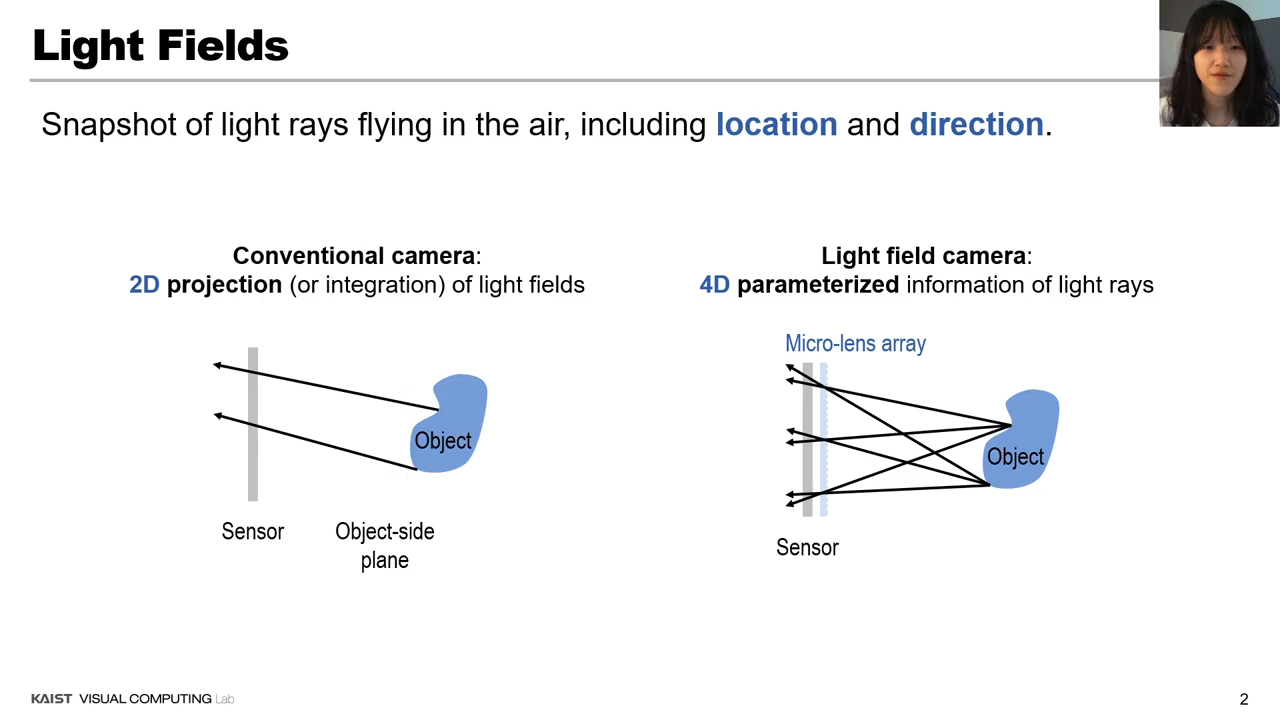 Light Fields
Snapshot of light rays flying in the air, including location and direction.
Conventional camera:
2D projection (or integration) of light fields
Object
Sensor
Object-side
plane
Light field camera:
4D parameterized information of light rays
Micro-lens array
Object
Sensor
KAIST VISUAL COMPUTING Lab
2